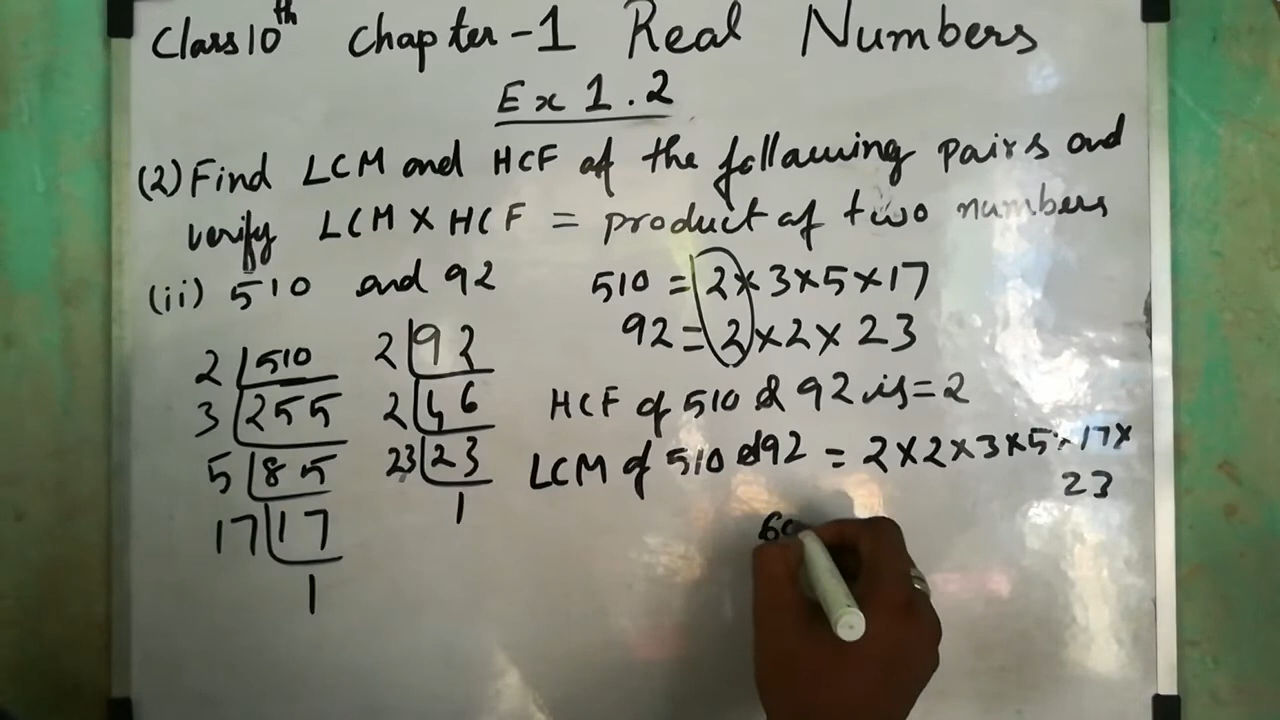 Class 10th Chapter-1 Real Numbers
Ex 1.2
(2) Find LCM and HCF of the following pairs and
verify LCM X HCF = product of two numbers
(ii) 510 and 92
510 = 2×3×5×17
92 = 2×2×23
2 510
3 255
5 85
17 17
1
2 92
2 46
23 23
1
HCF of 510 & 92 is = 2
LCM of 510 & 92 = 2×2×3×5×17×
23